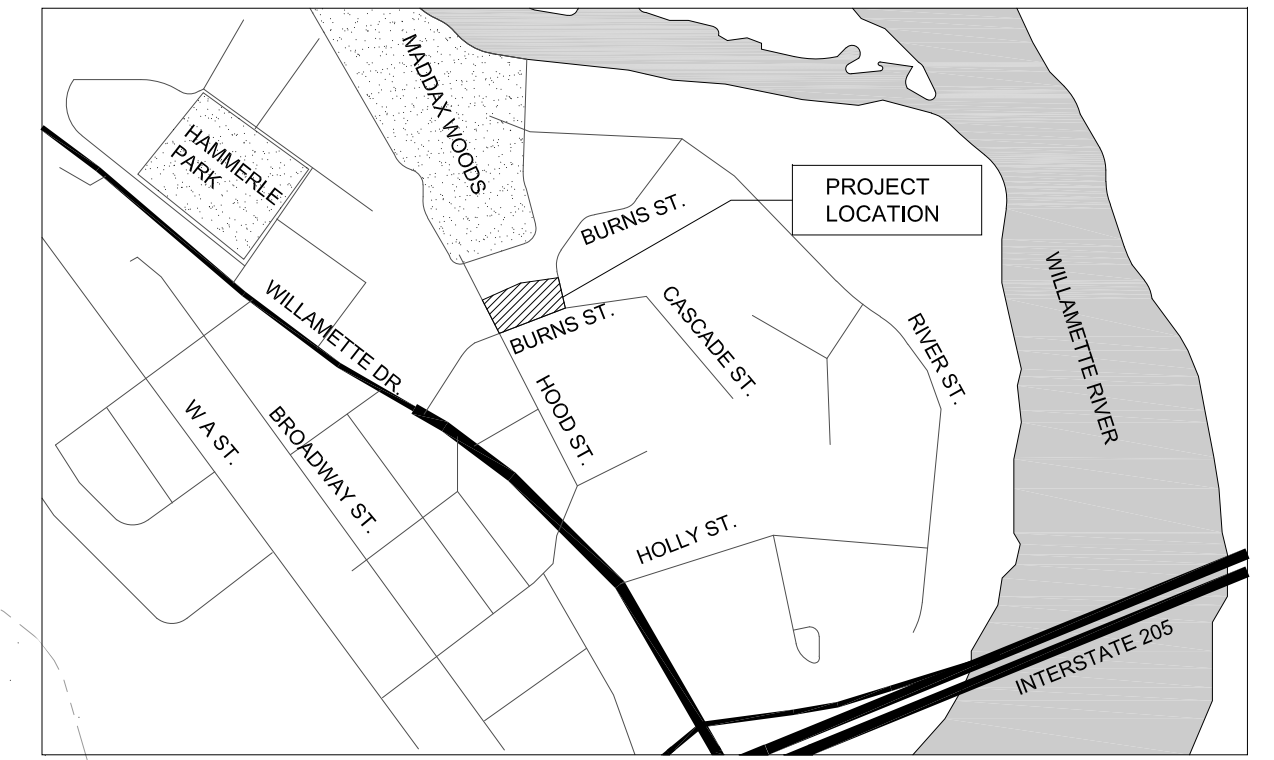 MADDAX WOODS
HAMMERLE
PARK
PROJECT
LOCATION
BURNS ST.
WILLAMETTE DR.
BURNS ST.
CASCADE ST.
RIVER ST.
WILLAMETTE RIVER
HOOD ST.
W A ST.
BROADWAY ST.
HOLLY ST.
INTERSTATE 205